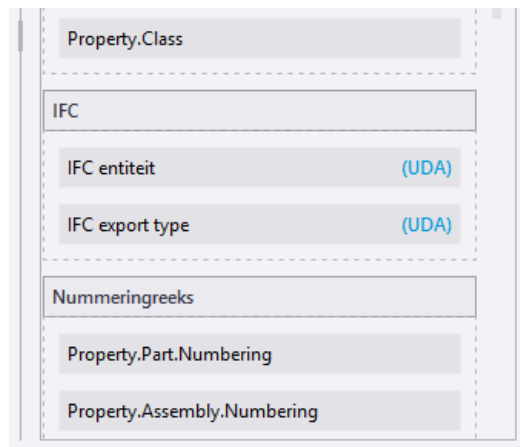 Property.Class
IFC
IFC entiteit (UDA)
IFC export type (UDA)
Nummeringreeks
Property.Part.Numbering
Property.Assembly.Numbering